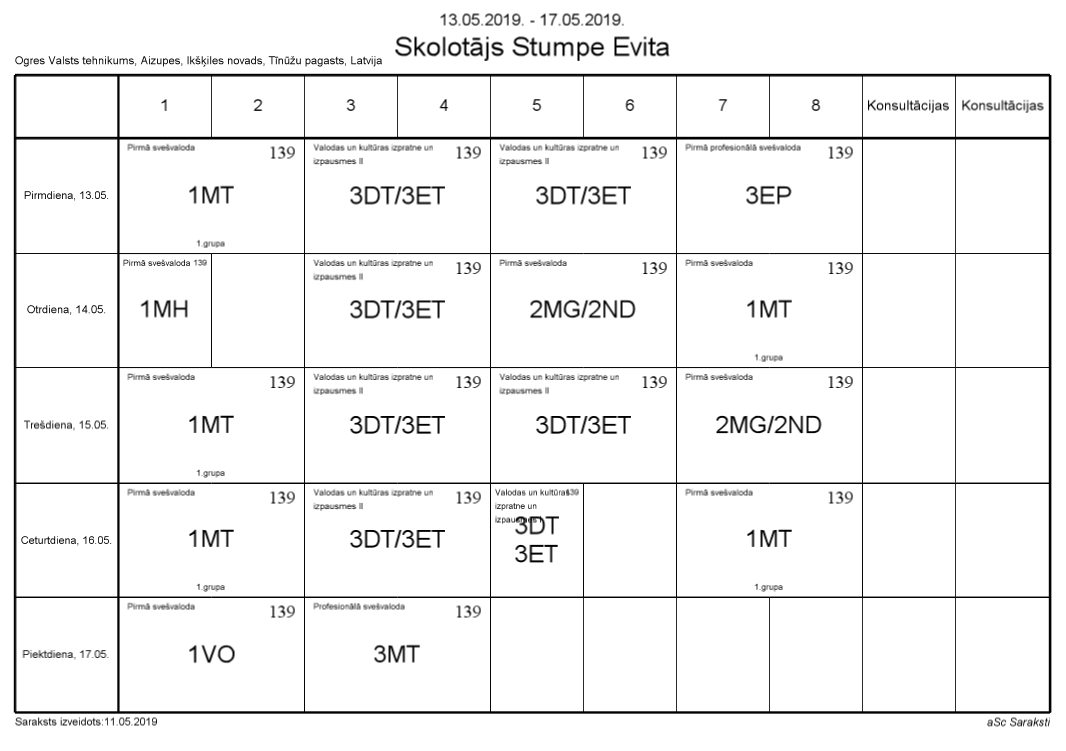 13.05.2019. - 17.05.2019.
Skolotājs Stumpe Evita
Ogres Valsts tehnikums, Aizupes, Ikšķiles novads, Tīnūžu pagasts, Latvija
1 2 3 4 5 6 7 8 Konsultācijas Konsultācijas
Pirmdiena, 13.05.
Pirmā svešvaloda 139
1MT
1.grupa
Valodas un kultūras izpratne un 139
izpausmes II
3DT/3ET
Valodas un kultūras izpratne un 139
izpausmes II
3DT/3ET
Pirmā profesionālā svešvaloda 139
3EP
Otrdiena, 14.05.
Pirmā svešvaloda 139
1MH
Valodas un kultūras izpratne un 139
izpausmes II
3DT/3ET
Pirmā svešvaloda 139
2MG/2ND
Pirmā svešvaloda 139
1MT
1.grupa
Trešdiena, 15.05.
Pirmā svešvaloda 139
1MT
1.grupa
Valodas un kultūras izpratne un 139
izpausmes II
3DT/3ET
Valodas un kultūras izpratne un 139
izpausmes II
3DT/3ET
Pirmā svešvaloda 139
2MG/2ND
Ceturtdiena, 16.05.
Pirmā svešvaloda 139
1MT
1.grupa
Valodas un kultūras izpratne un 139
izpausmes II
3DT/3ET
Valodas un kultūras 139
izpratne un
izpausmes
3DT
3ET
Pirmā svešvaloda 139
1MT
1.grupa
Piektdiena, 17.05.
Pirmā svešvaloda 139
1VO
Profesionālā svešvaloda 139
3MT
Saraksts izveidots:11.05.2019
aSc Saraksti